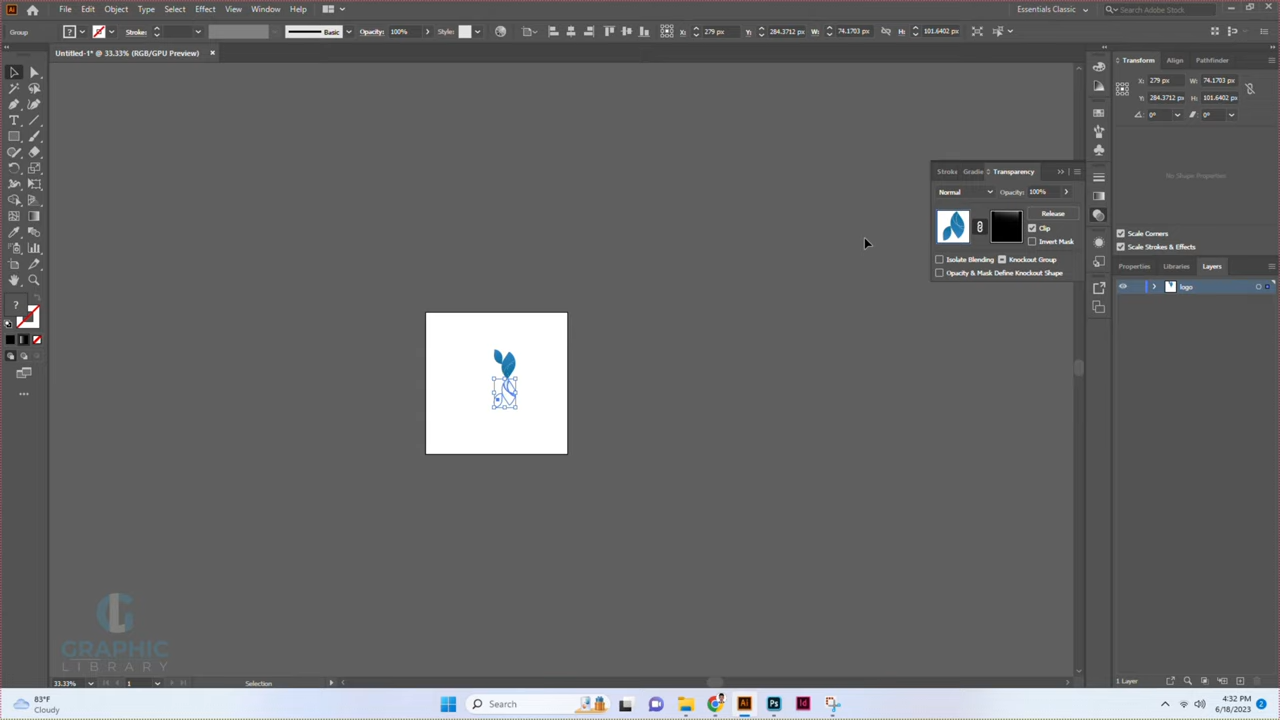 File Edit Object Type Select Effect View Window Help
Essentials Classic
Search Adobe Stock
Group
Stroke:
Basic
Opacity: 100%
Style:
X: 279 px
Y: 284.3712 px
W: 74.1703 px
H: 101.6402 px
Untitled-1* @ 33.33% (RGB/GPU Preview)
Transform Align Pathfinder
X: 279 px W: 74.1703 px
Y: 284.3712 px H: 101.6402 px
0° 0°
No Shape Properties
Stroke Gradie Transparency
Normal Opacity: 100%
Release
Clip
Invert Mask
Isolate Blending Knockout Group
Opacity & Mask Define Knockout Shape
Scale Corners
Scale Strokes & Effects
Properties Libraries Layers
logo
GRAPHIC
LIBRARY
33.33% 1 Selection
1 Layer
83°F
Cloudy
Search
4:32 PM
6/18/2023